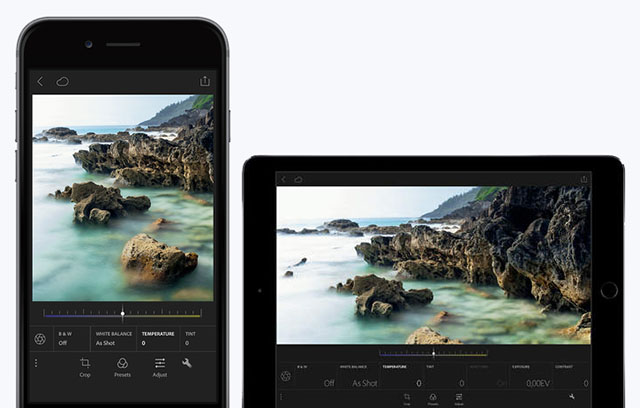 B & W
Off
WHITE BALANCE
As Shot
TEMPERATURE
0
TINT
0
Crop
Presets
Adjust
B & W
Off
WHITE BALANCE
As Shot
TEMPERATURE
0
TINT
0
EXPOSURE
0,00EV
CONTRAST
0
Crop
Presets
Adjust